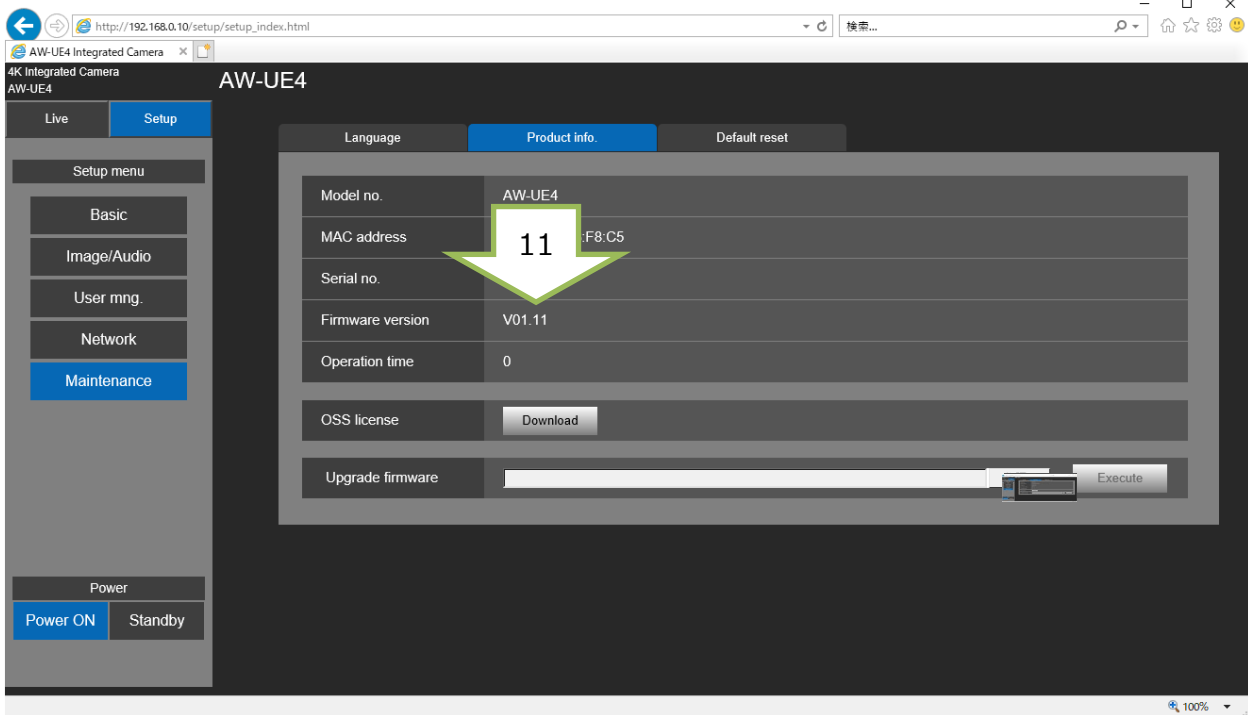 http://192.168.0.10/setup/setup_index.html
検索...
AW-UE4 Integrated Camera
4K Integrated Camera
AW-UE4
AW-UE4
Live
Setup
Language
Product info.
Default reset
Setup menu
Basic
Image/Audio
User mng.
Network
Maintenance
Model no.
AW-UE4
MAC address
:F8:C5
11
Serial no.
Firmware version
V01.11
Operation time
0
OSS license
Download
Upgrade firmware
Execute
Power
Power ON
Standby
100%